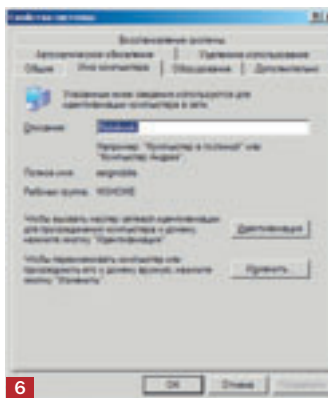 Свойства системы
Восстановление системы
Автоматическое обновление Удаленное использование
Общие Имя компьютера Оборудование Дополнительно
Указанные ниже сведения используются для
идентификации компьютера в сети.
Описание:
Например: "Компьютер в гостиной" или
"Компьютер Андрея".
Полное имя:
Рабочая группа: MSHOME
Чтобы вызвать мастер сетевой идентификации
для присоединения компьютера к домену,
нажмите кнопку "Идентификация".
Идентификация
Чтобы переименовать компьютер или
присоединить его к домену вручную, нажмите
кнопку "Изменить".
Изменить...
OK Отмена Применить
6